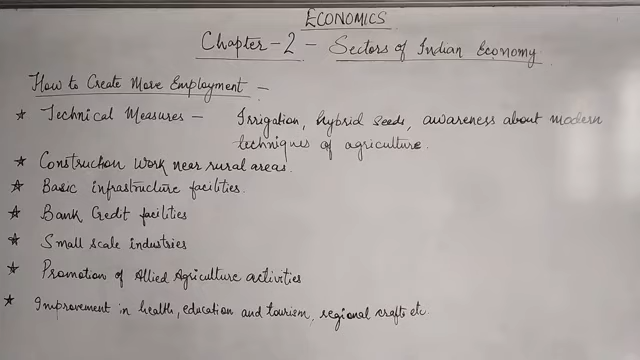 ECONOMICS
Chapter-2 - Sectors of Indian Economy
How to Create More Employment -
★ Technical Measures - Irrigation, hybrid seeds, awareness about modern
techniques of agriculture.
★ Construction work near rural areas.
★ Basic infrastructure facilities.
★ Bank Credit facilities
★ Small scale industries
★ Promotion of Allied Agriculture activities
★ Improvement in health, education and tourism, regional crafts etc.